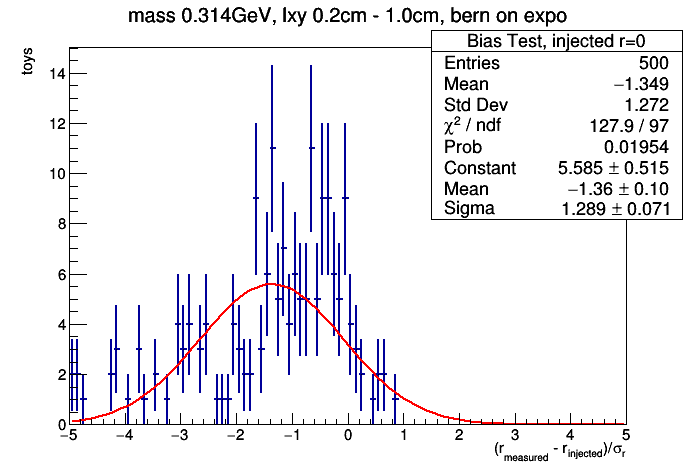 mass 0.314GeV, lxy 0.2cm - 1.0cm, bern on expo
Bias Test, injected r=0
Entries 500
Mean −1.349
Std Dev 1.272
χ² / ndf 127.9 / 97
Prob 0.01954
Constant 5.585 ± 0.515
Mean −1.36 ± 0.10
Sigma 1.289 ± 0.071
toys
14
12
10
8
6
4
2
0
−5 −4 −3 −2 −1 0 1 2 3 4 5
(r_measured - r_injected)/σ_r